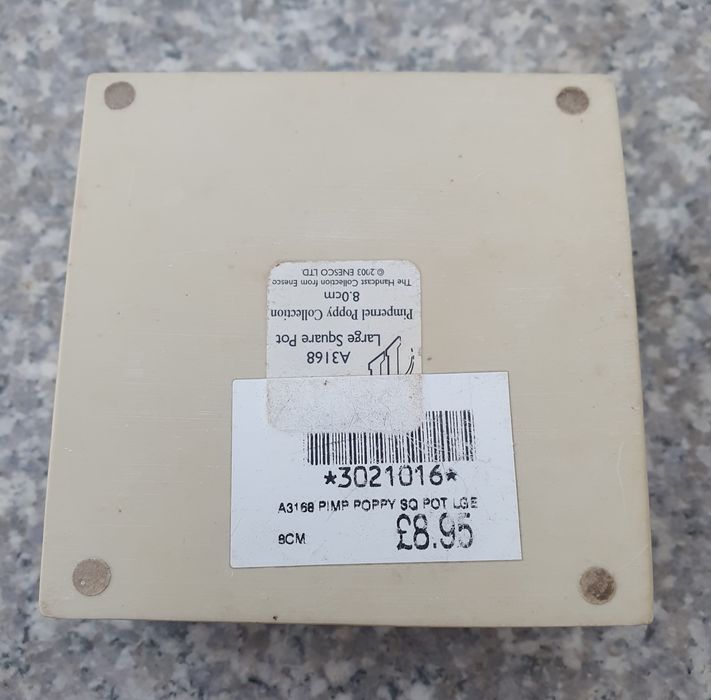 A3168
Large Square Pot
Pimpernel Poppy Collection
8.0cm
The Handcast Collection from Enesco
© 2003 ENESCO LTD
*3021016*
A3168 PIMP POPPY SQ POT LGE
8CM £8.95